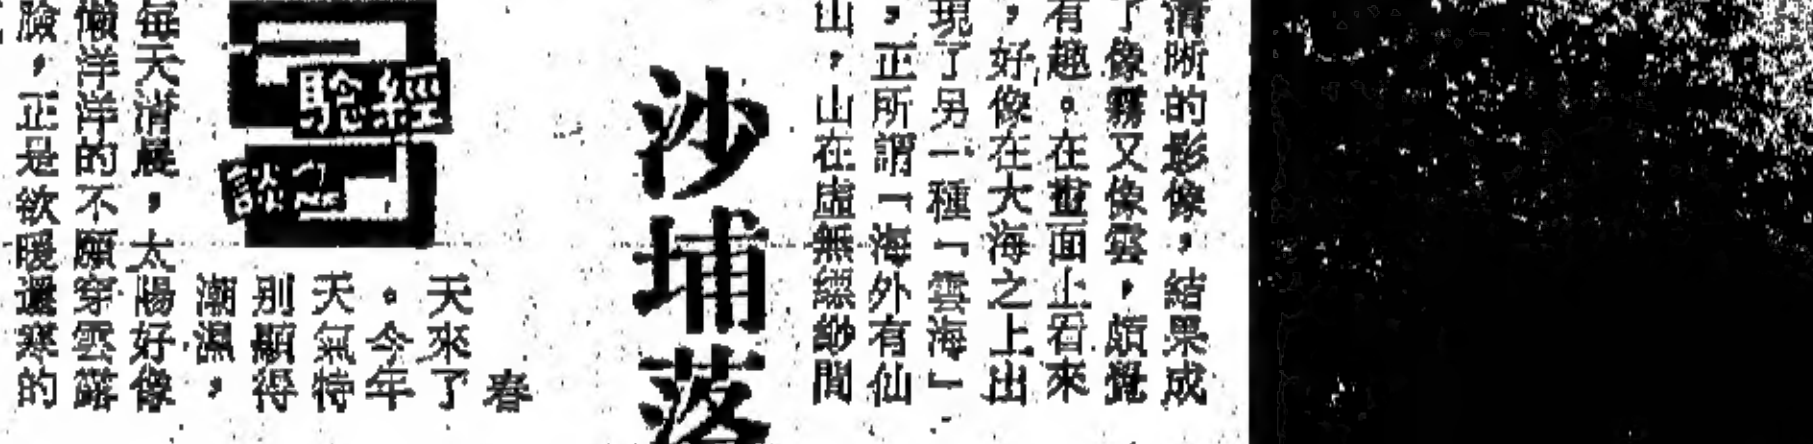 清晰的影像，結果成
了像霧又像雲，頗覺
有趣。在畫面上看來
，好像在大海之上出
現了另一種『雲海』
，正所謂「海外有仙
山，山在虛無縹緲間
沙埔落
經驗談
春
天來了
。今年
天氣特
別顯得
潮濕，
每天清晨，太陽好像
懶洋洋的不願穿雲露
臉，正是欲暖還寒的